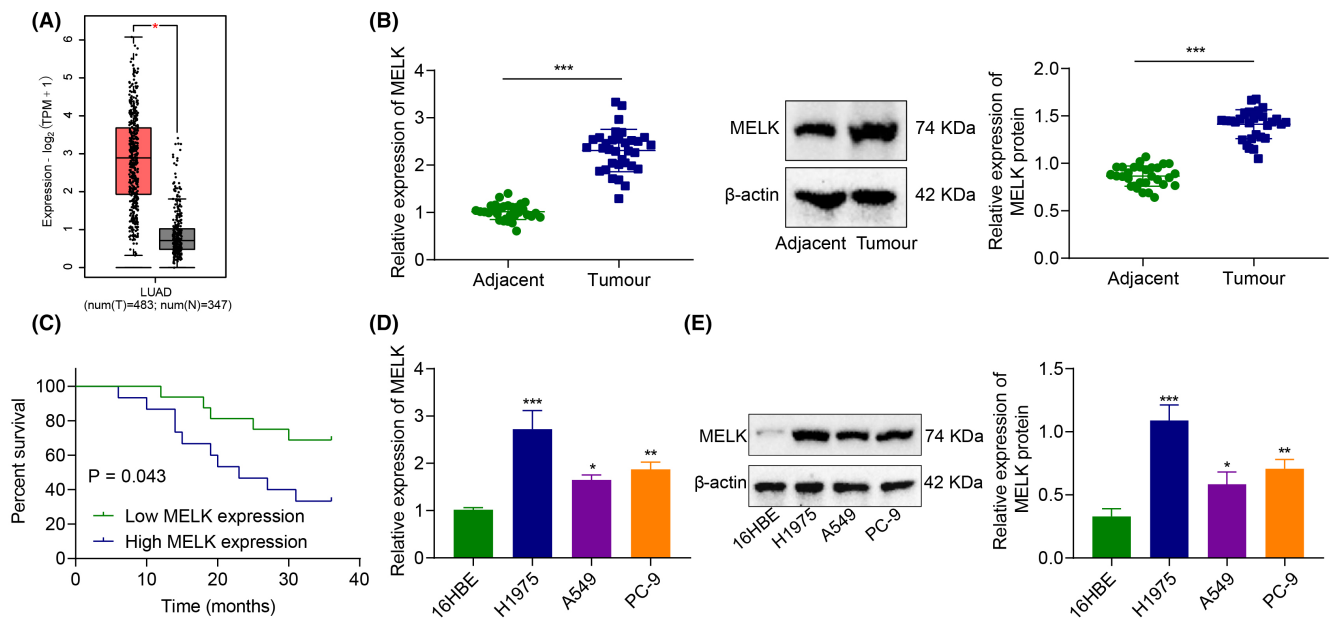 (A)
*
Expression - log₂ (TPM + 1)
6
5
4
3
2
1
0
LUAD
(num(T)=483; num(N)=347)
(B)
Relative expression of MELK
4
3
2
1
0
***
Adjacent
Tumour
MELK
74 KDa
β-actin
42 KDa
Adjacent
Tumour
Relative expression of
MELK protein
2.0
1.5
1.0
0.5
0.0
***
Adjacent
Tumour
(C)
Percent survival
100
80
60
40
20
0
P = 0.043
Low MELK expression
High MELK expression
0
10
20
30
40
Time (months)
(D)
Relative expression of MELK
4
3
2
1
0
***
*
**
16HBE
H1975
A549
PC-9
(E)
MELK
74 KDa
β-actin
42 KDa
16HBE
H1975
A549
PC-9
Relative expression of
MELK protein
1.5
1.0
0.5
0.0
***
*
**
16HBE
H1975
A549
PC-9